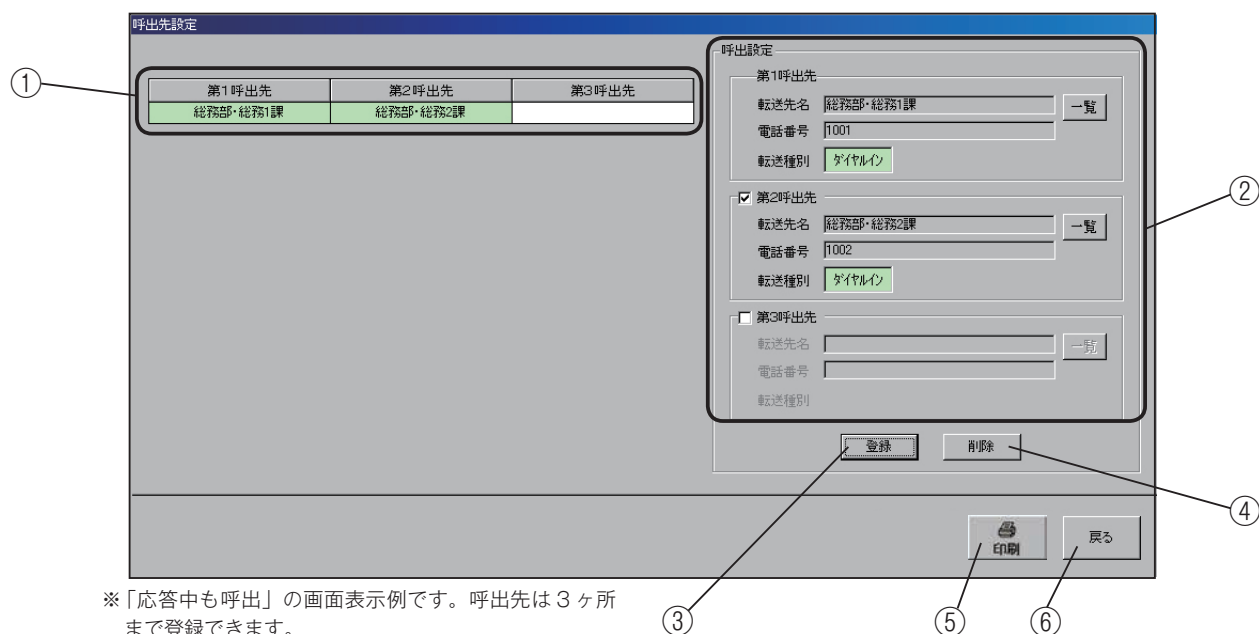 呼出先設定
①
第1呼出先 第2呼出先 第3呼出先
総務部・総務1課 総務部・総務2課
呼出設定
第1呼出先
転送先名 総務部・総務1課 一覧
電話番号 1001
転送種別 ダイヤルイン
②
第2呼出先
転送先名 総務部・総務2課 一覧
電話番号 1002
転送種別 ダイヤルイン
第3呼出先
転送先名 一覧
電話番号
転送種別
登録 削除
④
印刷 戻る
※「応答中も呼出」の画面表示例です。呼出先は 3 ヶ所
まで登録できます。
③ ⑤ ⑥